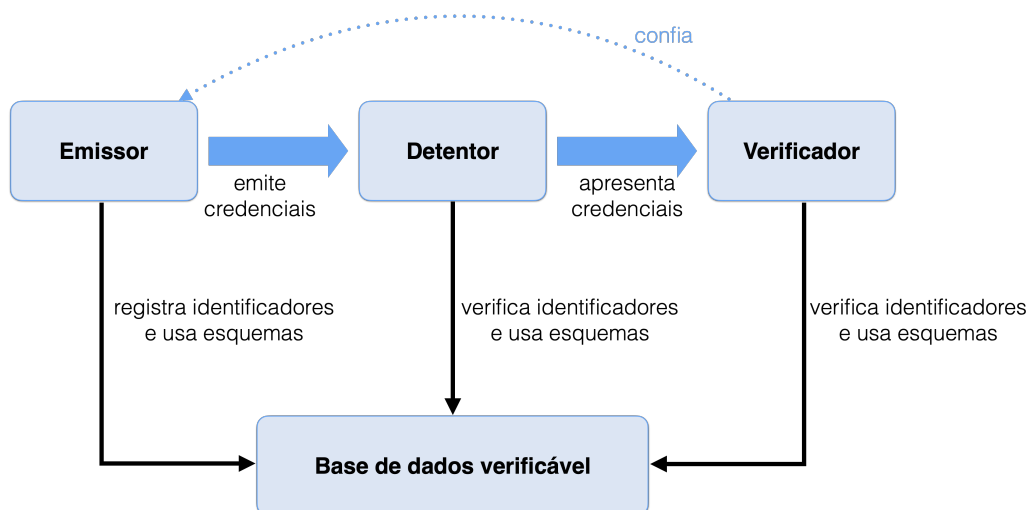 confia
Emissor
Detentor
Verificador
emite
credenciais
apresenta
credenciais
registra identificadores
e usa esquemas
verifica identificadores
e usa esquemas
verifica identificadores
e usa esquemas
Base de dados verificável